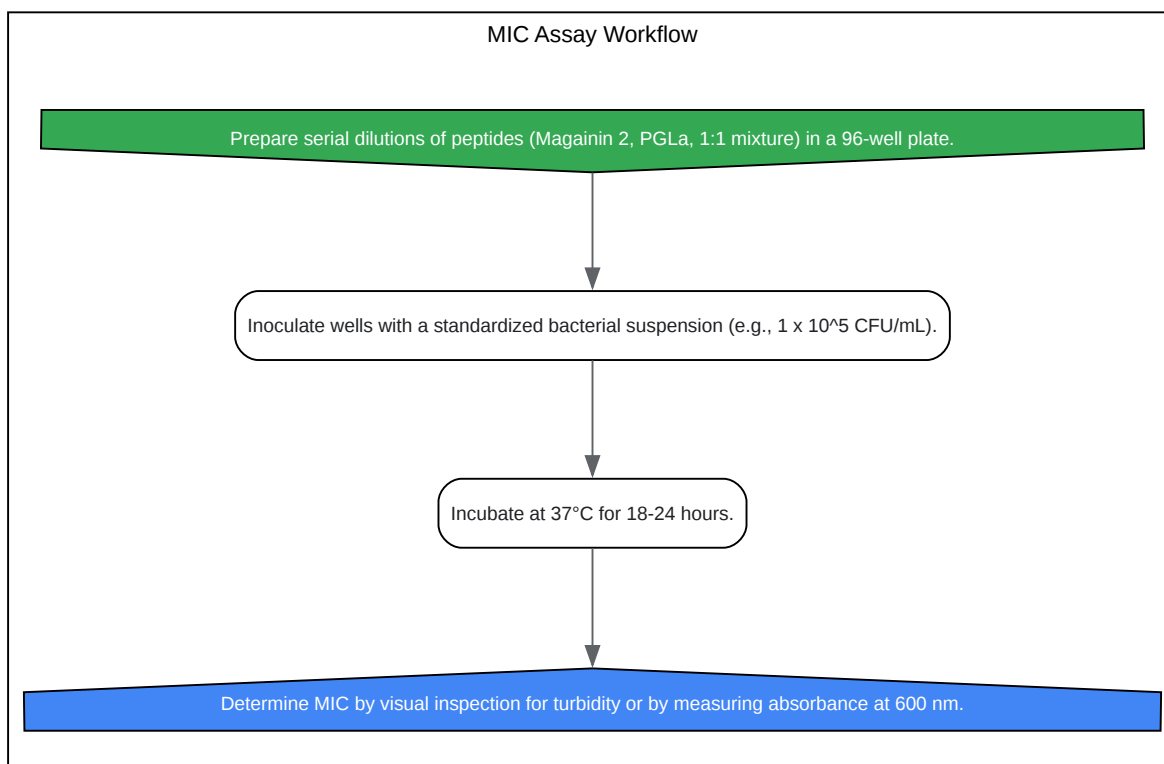 MIC Assay Workflow
Prepare serial dilutions of peptides (Magainin 2, PGLa, 1:1 mixture) in a 96-well plate.
Inoculate wells with a standardized bacterial suspension (e.g., 1 x 10^5 CFU/mL).
Incubate at 37°C for 18-24 hours.
Determine MIC by visual inspection for turbidity or by measuring absorbance at 600 nm.